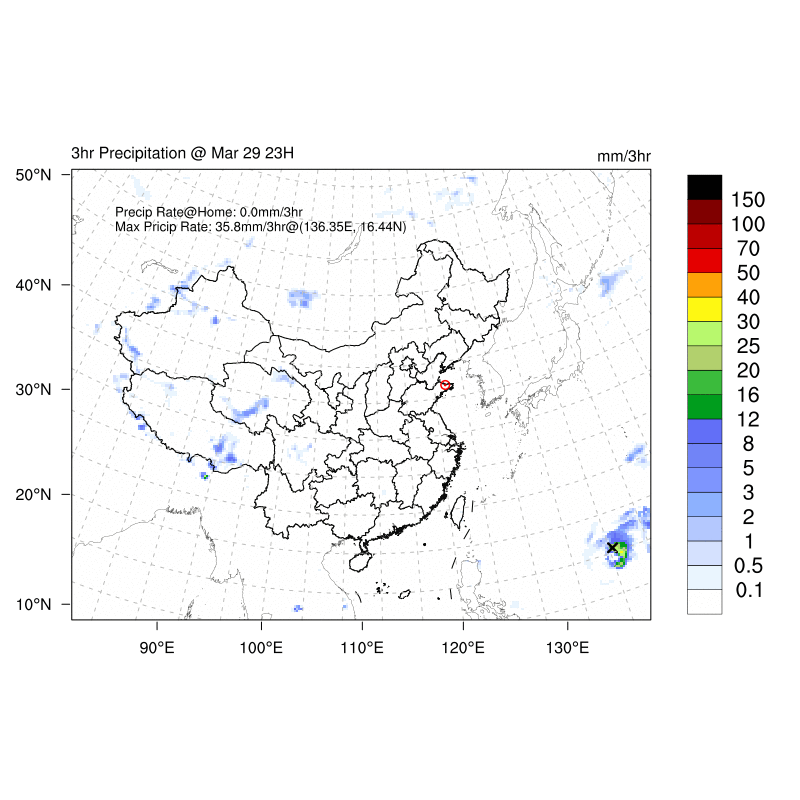 3hr Precipitation @ Mar 29 23H
mm/3hr
Precip Rate@Home: 0.0mm/3hr
Max Pricip Rate: 35.8mm/3hr@(136.35E, 16.44N)
50°N
40°N
30°N
20°N
10°N
90°E
100°E
110°E
120°E
130°E
150
100
70
50
40
30
25
20
16
12
8
5
3
2
1
0.5
0.1